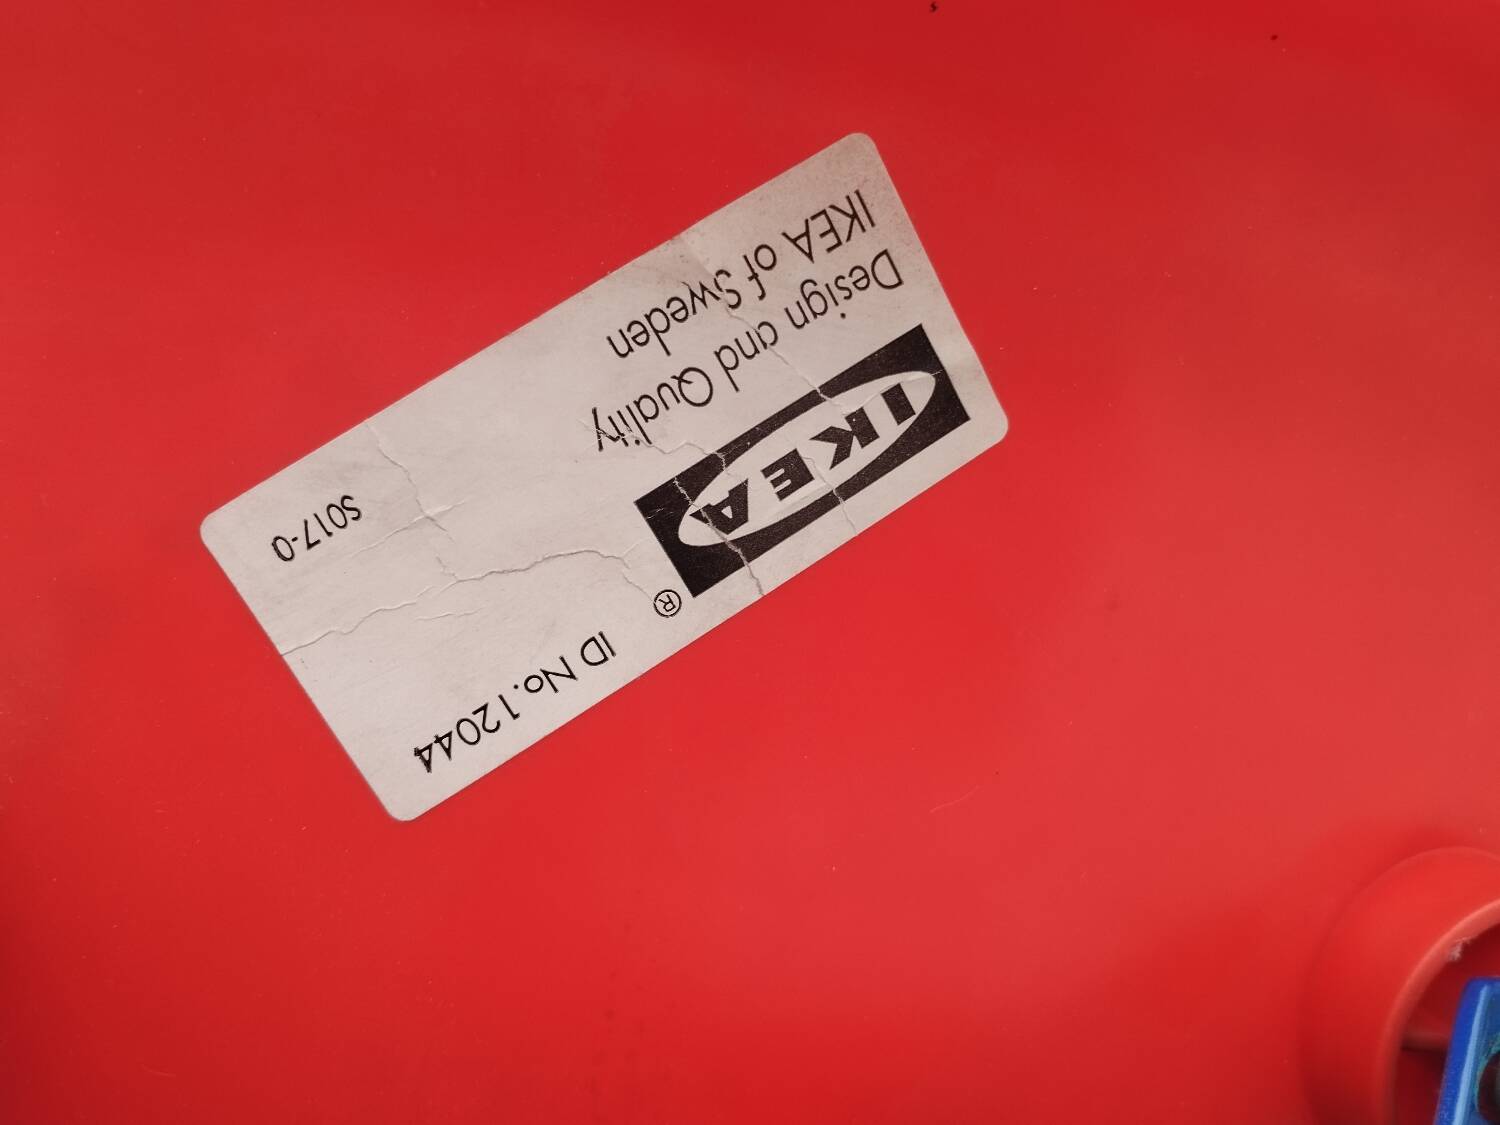 IKEA® ID No.12044
Design and Quality
IKEA of Sweden
S017-0